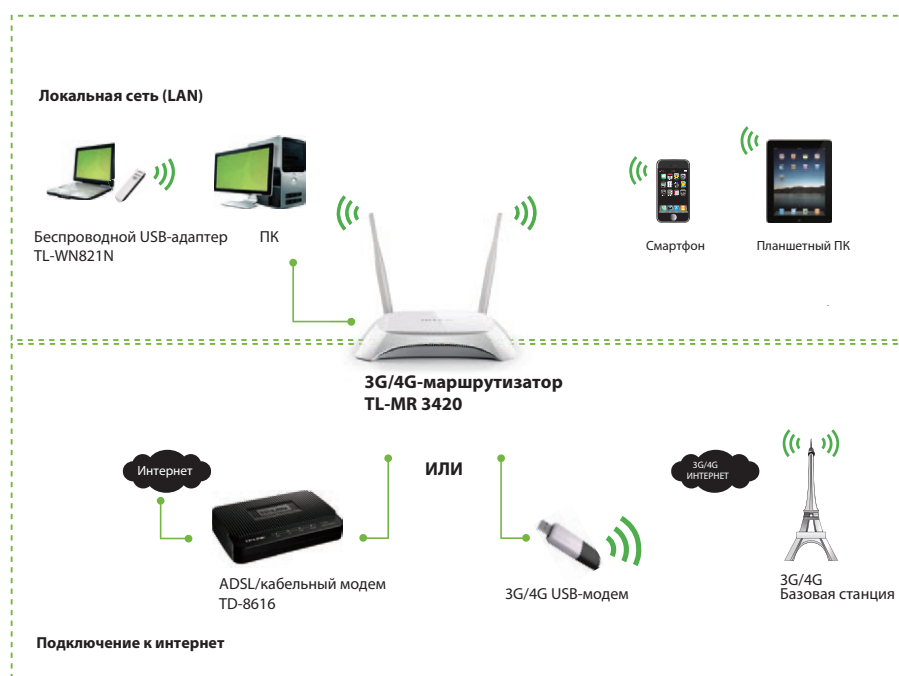 Локальная сеть (LAN)
Беспроводной USB-адаптер
TL-WN821N
ПК
Смартфон
Планшетный ПК
3G/4G-маршрутизатор
TL-MR 3420
Интернет
ИЛИ
3G/4G
ИНТЕРНЕТ
ADSL/кабельный модем
TD-8616
3G/4G USB-модем
3G/4G
Базовая станция
Подключение к интернет